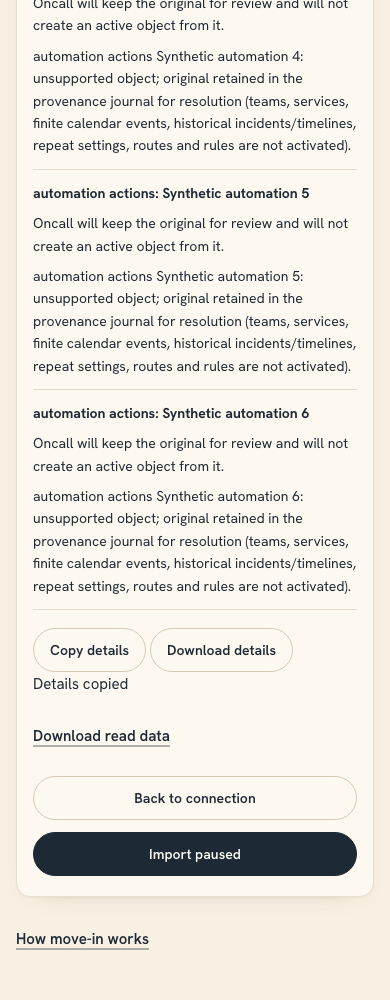 Oncall will keep the original for review and will not
create an active object from it.
automation actions Synthetic automation 4:
unsupported object; original retained in the
provenance journal for resolution (teams, services,
finite calendar events, historical incidents/timelines,
repeat settings, routes and rules are not activated).
automation actions: Synthetic automation 5
Oncall will keep the original for review and will not
create an active object from it.
automation actions Synthetic automation 5:
unsupported object; original retained in the
provenance journal for resolution (teams, services,
finite calendar events, historical incidents/timelines,
repeat settings, routes and rules are not activated).
automation actions: Synthetic automation 6
Oncall will keep the original for review and will not
create an active object from it.
automation actions Synthetic automation 6:
unsupported object; original retained in the
provenance journal for resolution (teams, services,
finite calendar events, historical incidents/timelines,
repeat settings, routes and rules are not activated).
Copy details Download details
Details copied
Download read data
Back to connection
Import paused
How move-in works